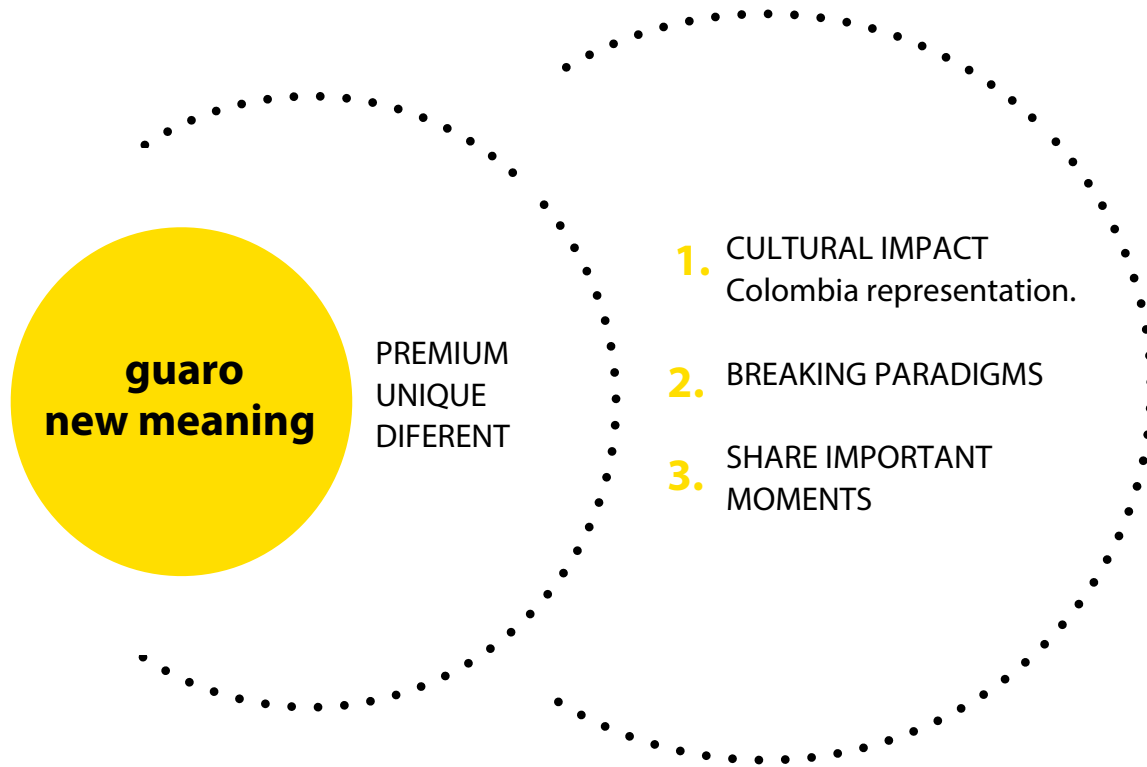 guaro
new meaning
PREMIUM
UNIQUE
DIFERENT
1. CULTURAL IMPACT
Colombia representation.
2. BREAKING PARADIGMS
3. SHARE IMPORTANT
MOMENTS